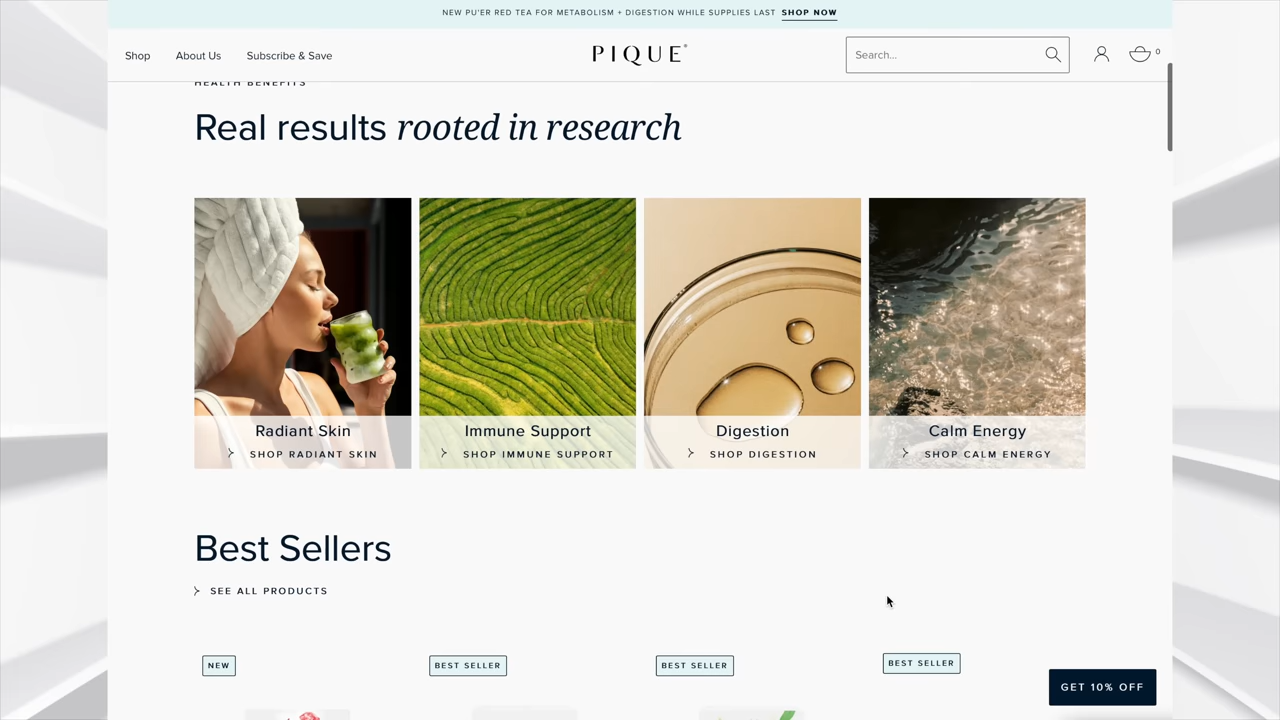 NEW PU'ER RED TEA FOR METABOLISM + DIGESTION WHILE SUPPLIES LAST SHOP NOW
Shop About Us Subscribe & Save PIQUE® Search... 0
HEALTH BENEFITS
Real results rooted in research
Radiant Skin Immune Support Digestion Calm Energy
SHOP RADIANT SKIN SHOP IMMUNE SUPPORT SHOP DIGESTION SHOP CALM ENERGY
Best Sellers
SEE ALL PRODUCTS
NEW BEST SELLER BEST SELLER BEST SELLER
GET 10% OFF